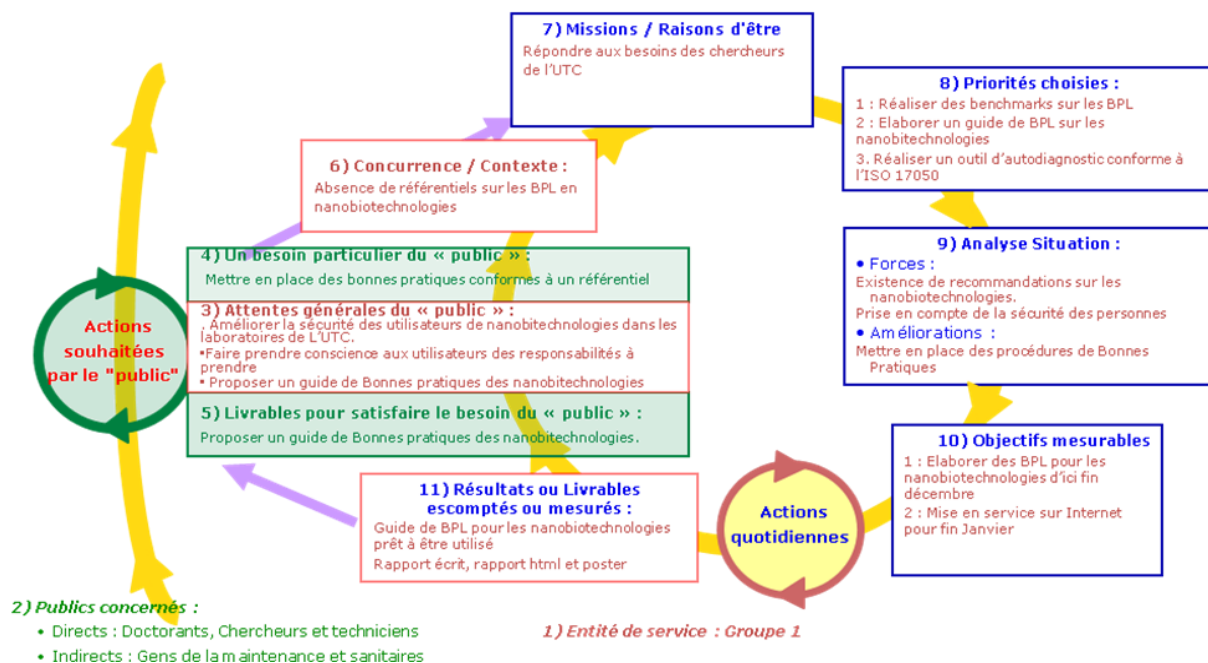 7) Missions / Raisons d'être
Répondre aux besoins des chercheurs
de l'UTC
8) Priorités choisies :
1 : Réaliser des benchmarks sur les BPL
2 : Elaborer un guide de BPL sur les
nanobitechnologies
3. Réaliser un outil d'autodiagnostic conforme à
l'ISO 17050
6) Concurrence / Contexte :
Absence de référentiels sur les BPL en
nanobiotechnologies
9) Analyse Situation :
• Forces :
Existence de recommandations sur les
nanobiotechnologies.
Prise en compte de la sécurité des personnes
• Améliorations :
Mettre en place des procédures de Bonnes
Pratiques
4) Un besoin particulier du « public » :
Mettre en place des bonnes pratiques conformes à un référentiel
3) Attentes générales du « public » :
. Améliorer la sécurité des utilisateurs de nanobitechnologies dans les
laboratoires de L'UTC.
•Faire prendre conscience aux utilisateurs des responsabilités à
prendre
• Proposer un guide de Bonnes pratiques des nanobitechnologies
Actions
souhaitées
par le "public"
5) Livrables pour satisfaire le besoin du « public » :
Proposer un guide de Bonnes pratiques des nanobitechnologies.
10) Objectifs mesurables
1 : Elaborer des BPL pour les
nanobiotechnologies d'ici fin
décembre
2 : Mise en service sur Internet
pour fin Janvier
11) Résultats ou Livrables
escomptés ou mesurés :
Guide de BPL pour les nanobiotechnologies
prêt à être utilisé
Rapport écrit, rapport html et poster
Actions
quotidiennes
2) Publics concernés :
• Directs : Doctorants, Chercheurs et techniciens
• Indirects : Gens de la maintenance et sanitaires
1) Entité de service : Groupe 1